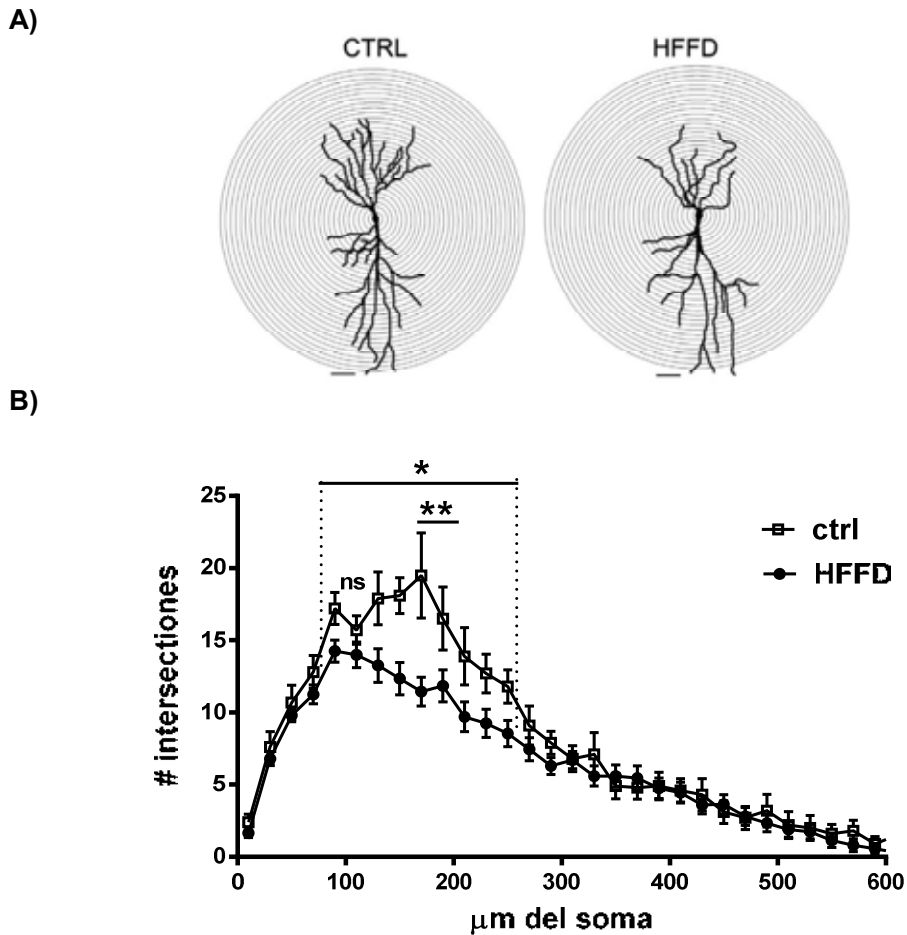 A)
CTRL HFFD
B)
*
**
ns
ctrl
HFFD
# intersectiones
25
20
15
10
5
0
0 100 200 300 400 500 600
µm del soma